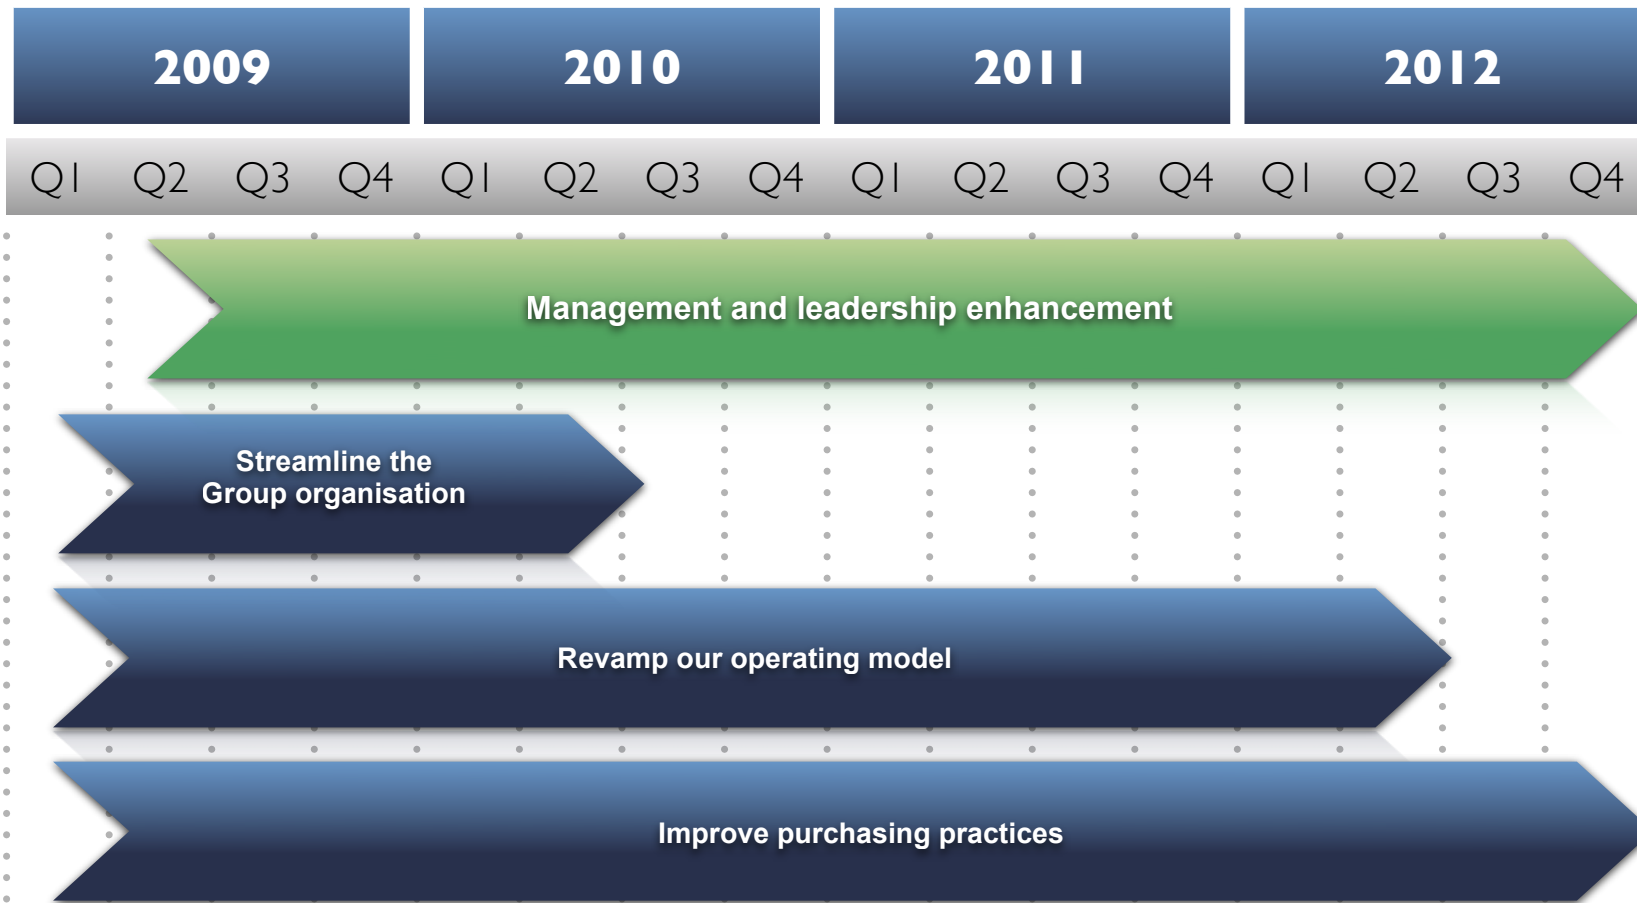 2009 2010 2011 2012
Q1 Q2 Q3 Q4 Q1 Q2 Q3 Q4 Q1 Q2 Q3 Q4 Q1 Q2 Q3 Q4
Management and leadership enhancement
Streamline the
Group organisation
Revamp our operating model
Improve purchasing practices